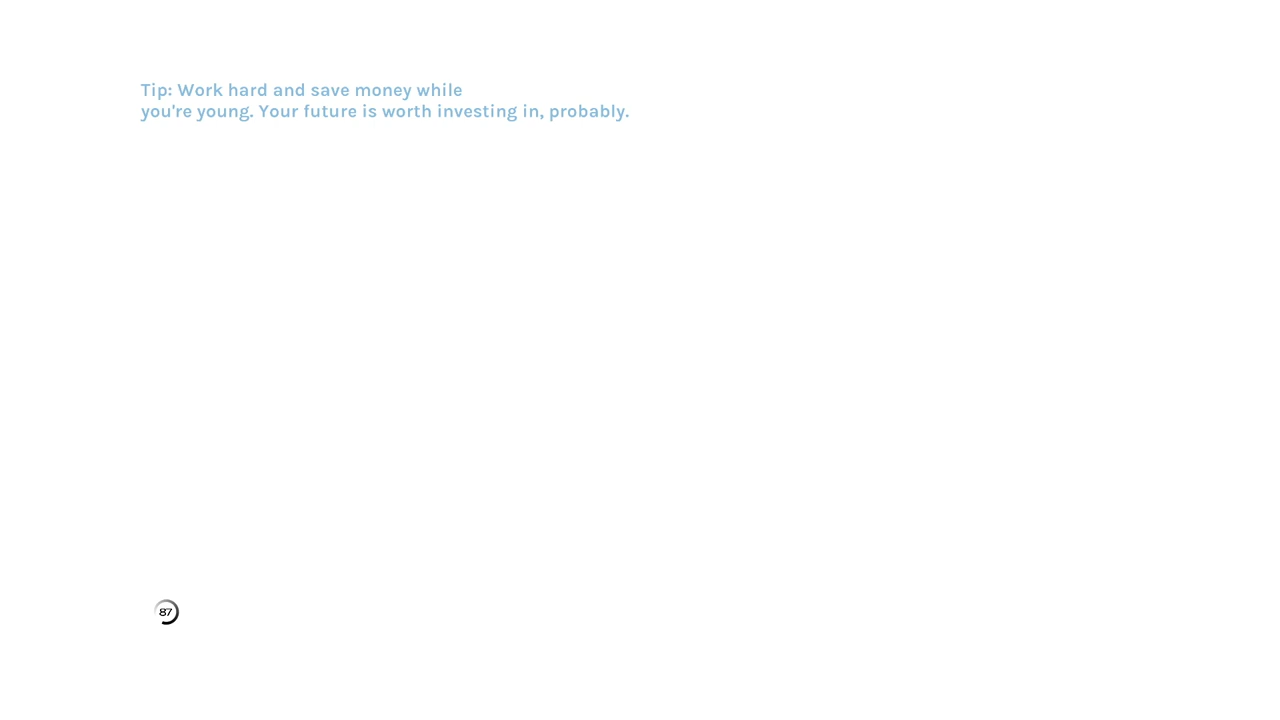 Tip: Work hard and save money while
you're young. Your future is worth investing in, probably.
87